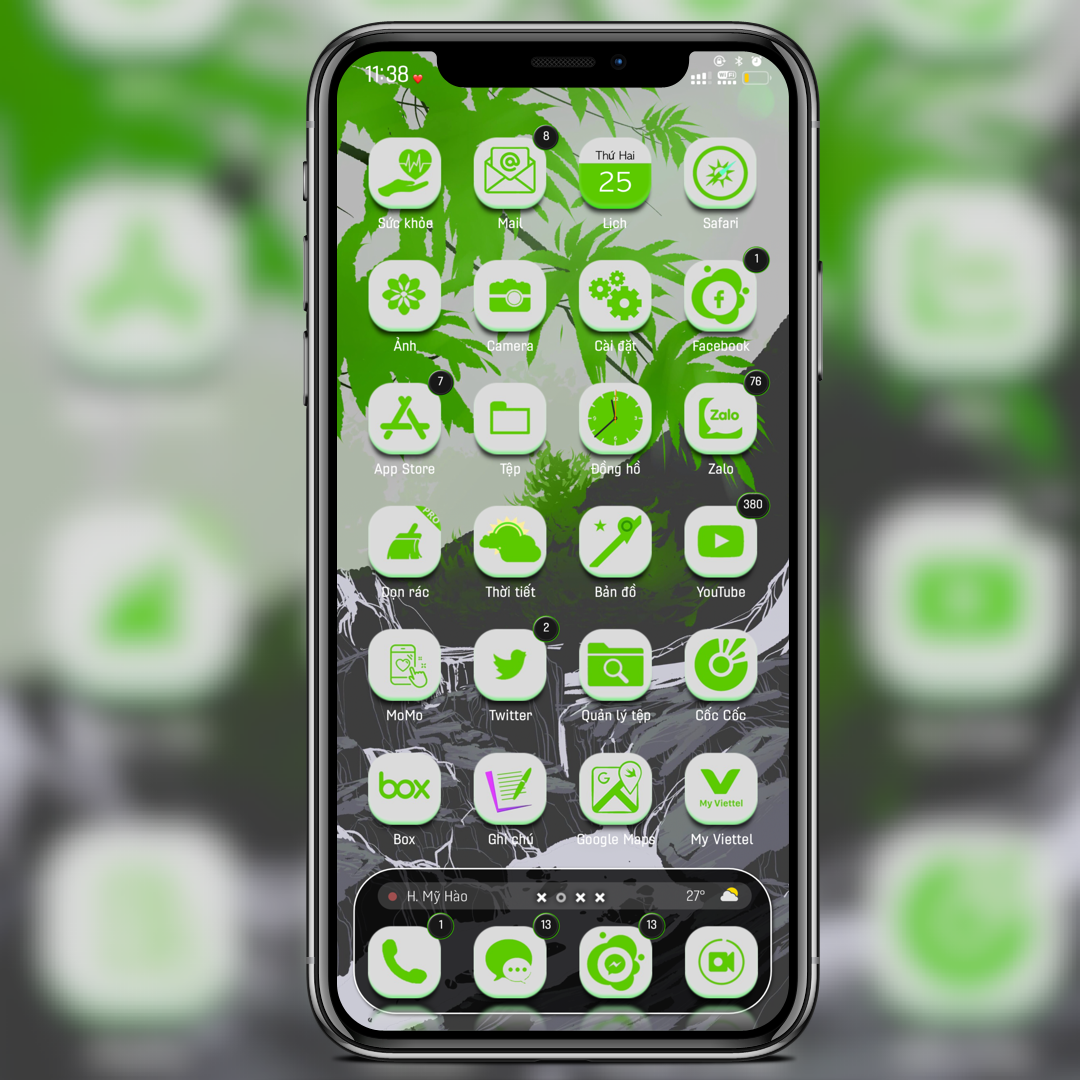 11:38
8
Thứ Hai
25
Sức khỏe
Mail
Lịch
Safari
1
Ảnh
Camera
Cài đặt
Facebook
7
76
Zalo
App Store
Tệp
Đồng hồ
Zalo
380
PRO
Dọn rác
Thời tiết
Bản đồ
YouTube
2
MoMo
Twitter
Quản lý tệp
Cốc Cốc
box
G
My Viettel
Box
Ghi chú
Google Maps
My Viettel
H. Mỹ Hào
27°
1
13
13